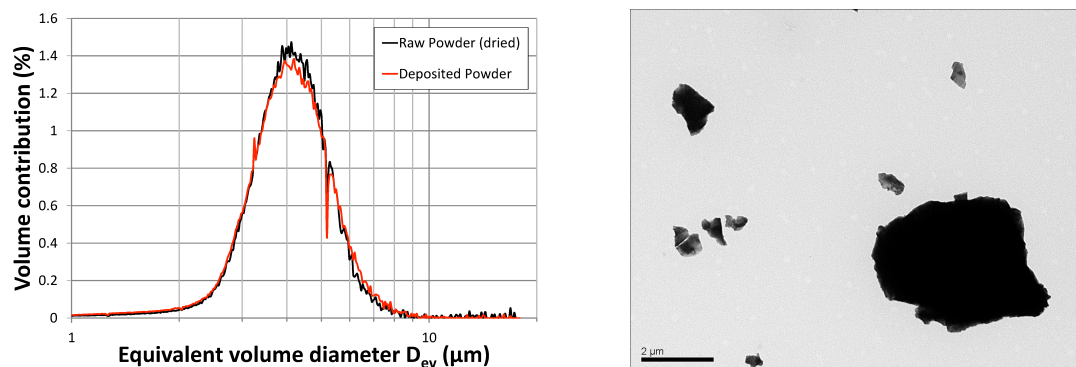 Volume contribution (%)
1.6
1.4
1.2
1
0.8
0.6
0.4
0.2
0
Raw Powder (dried)
Deposited Powder
1
10
Equivalent volume diameter Dev (µm)
2 µm